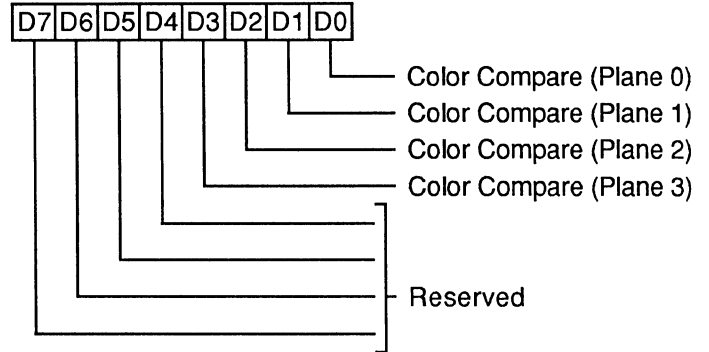 D7 D6 D5 D4 D3 D2 D1 D0
Color Compare (Plane 0)
Color Compare (Plane 1)
Color Compare (Plane 2)
Color Compare (Plane 3)
Reserved